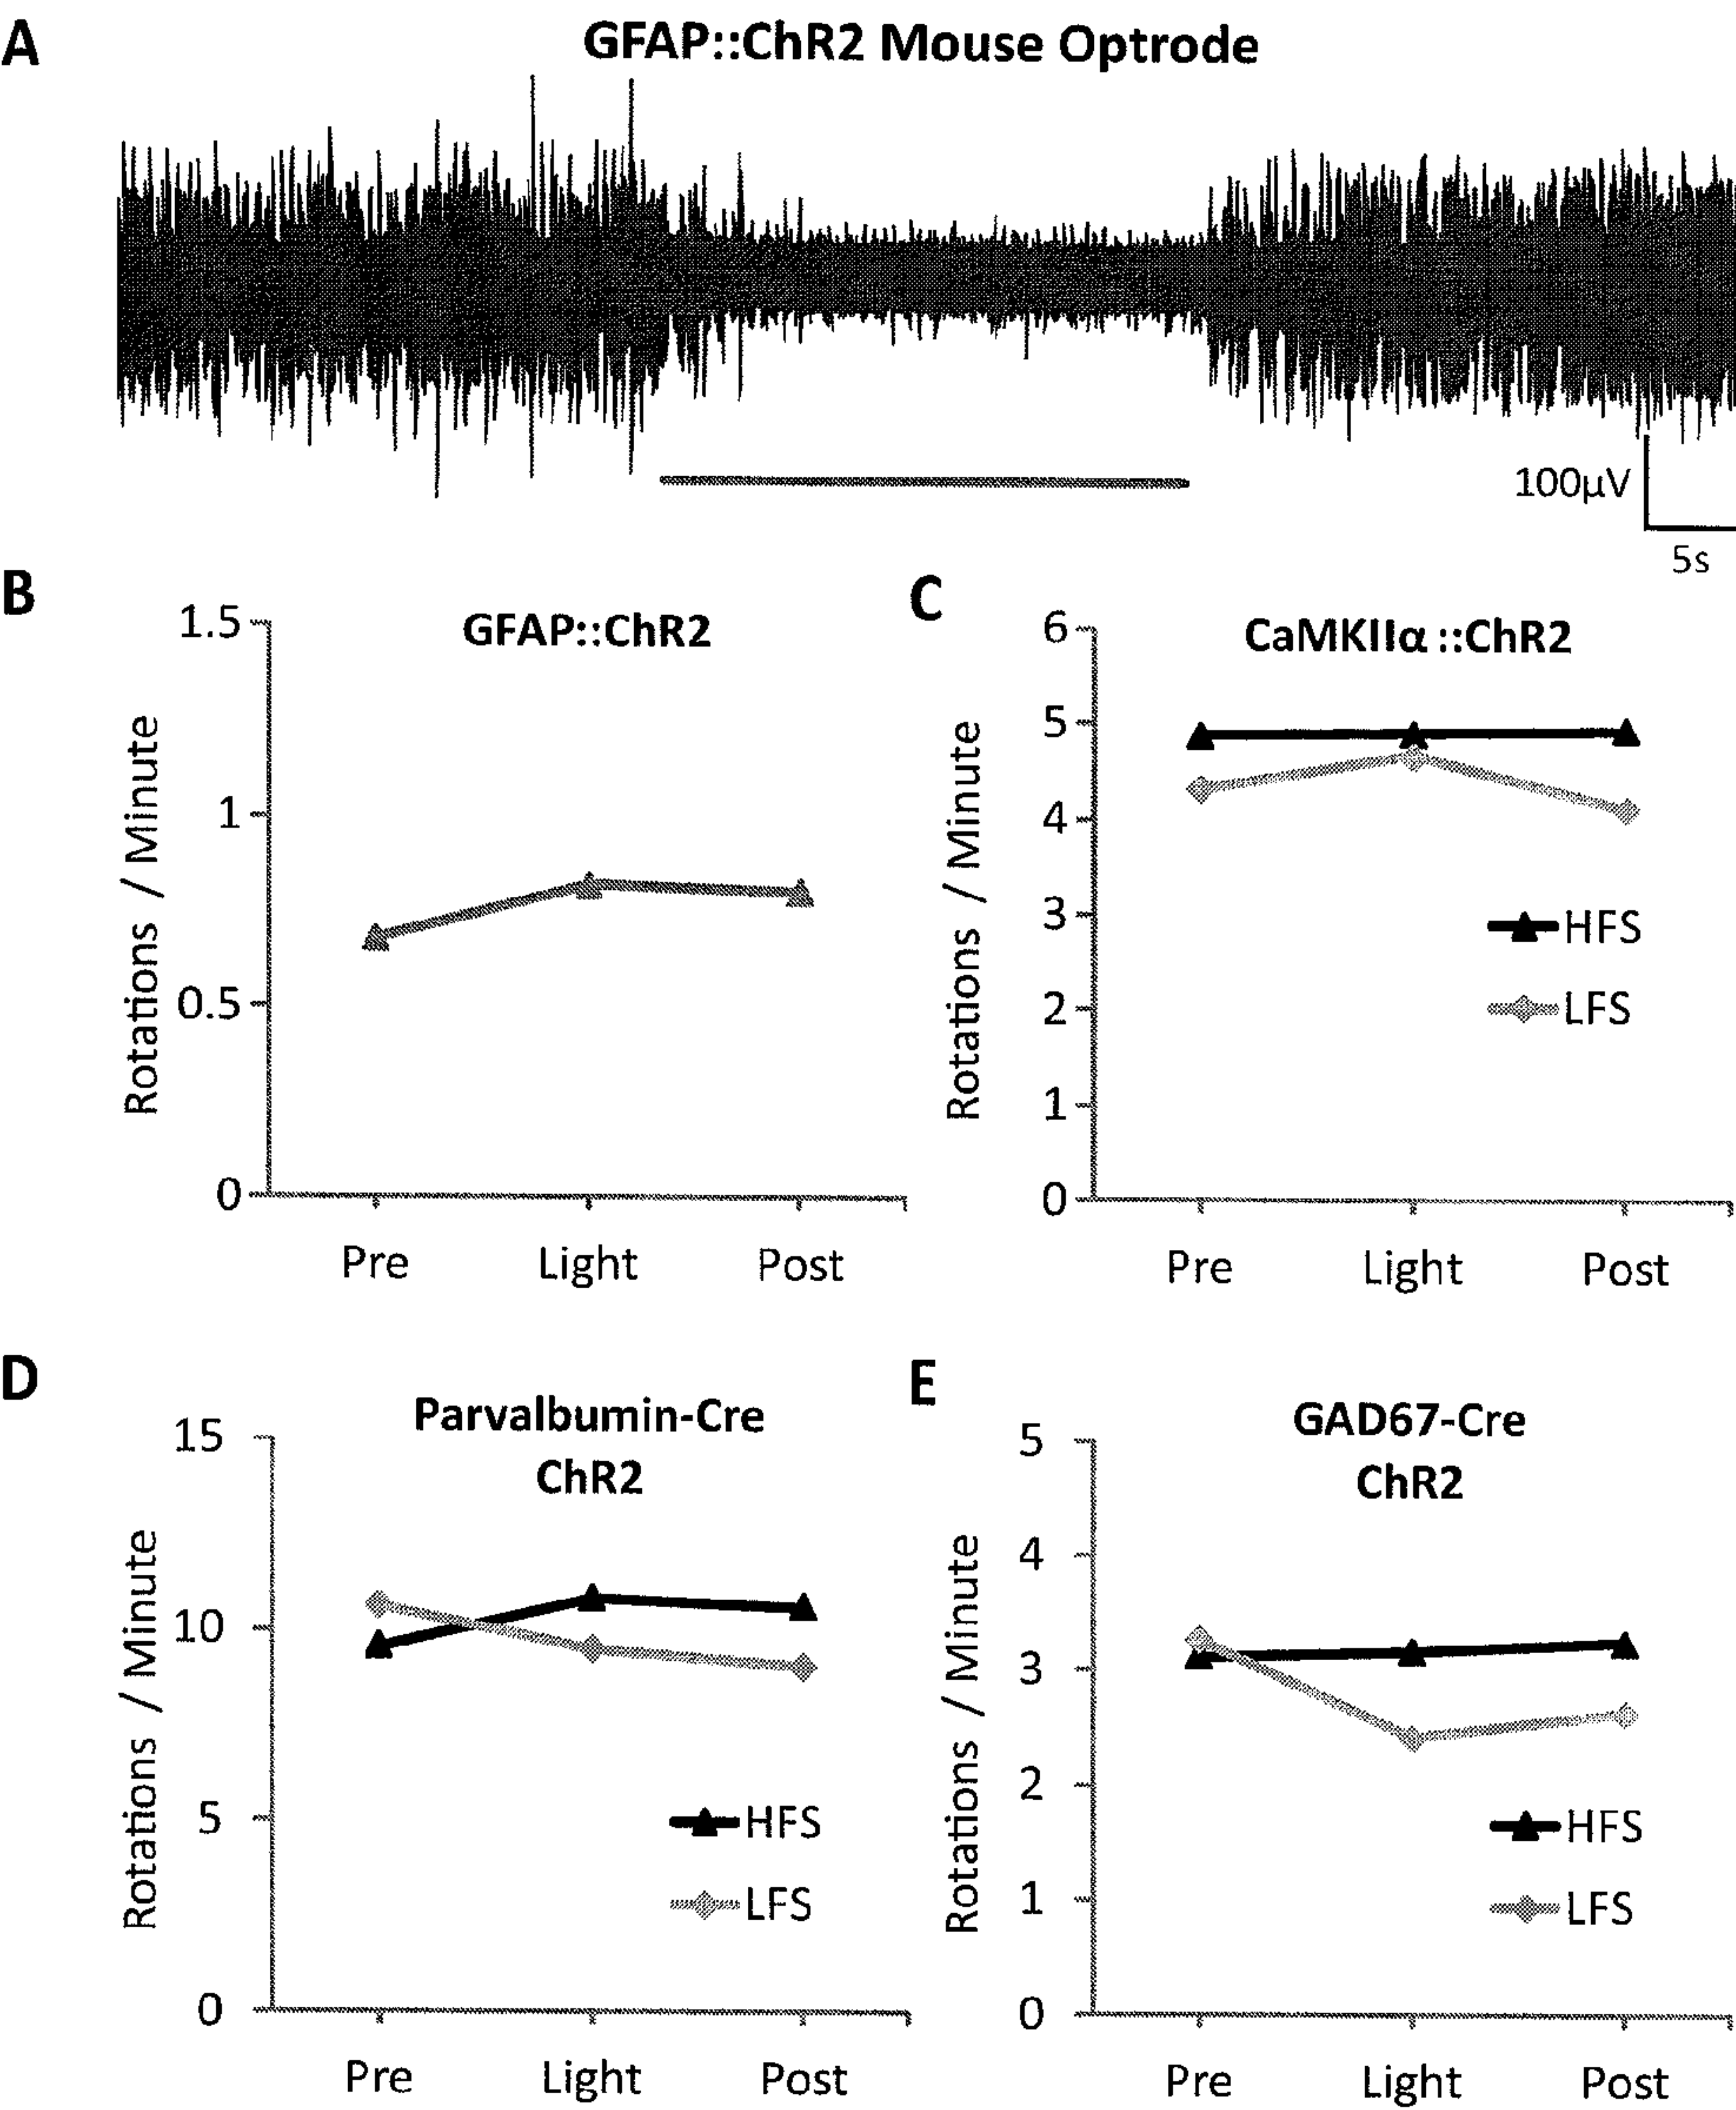 A
GFAP::ChR2 Mouse Optrode
100μV
5s
B
GFAP::ChR2
1.5
1
0.5
0
Rotations / Minute
Pre Light Post
C
CaMKIIα ::ChR2
6
5
4
3
2
1
0
Rotations / Minute
HFS
LFS
Pre Light Post
D
Parvalbumin-Cre
ChR2
15
10
5
0
Rotations / Minute
HFS
LFS
Pre Light Post
E
GAD67-Cre
ChR2
5
4
3
2
1
0
Rotations / Minute
HFS
LFS
Pre Light Post